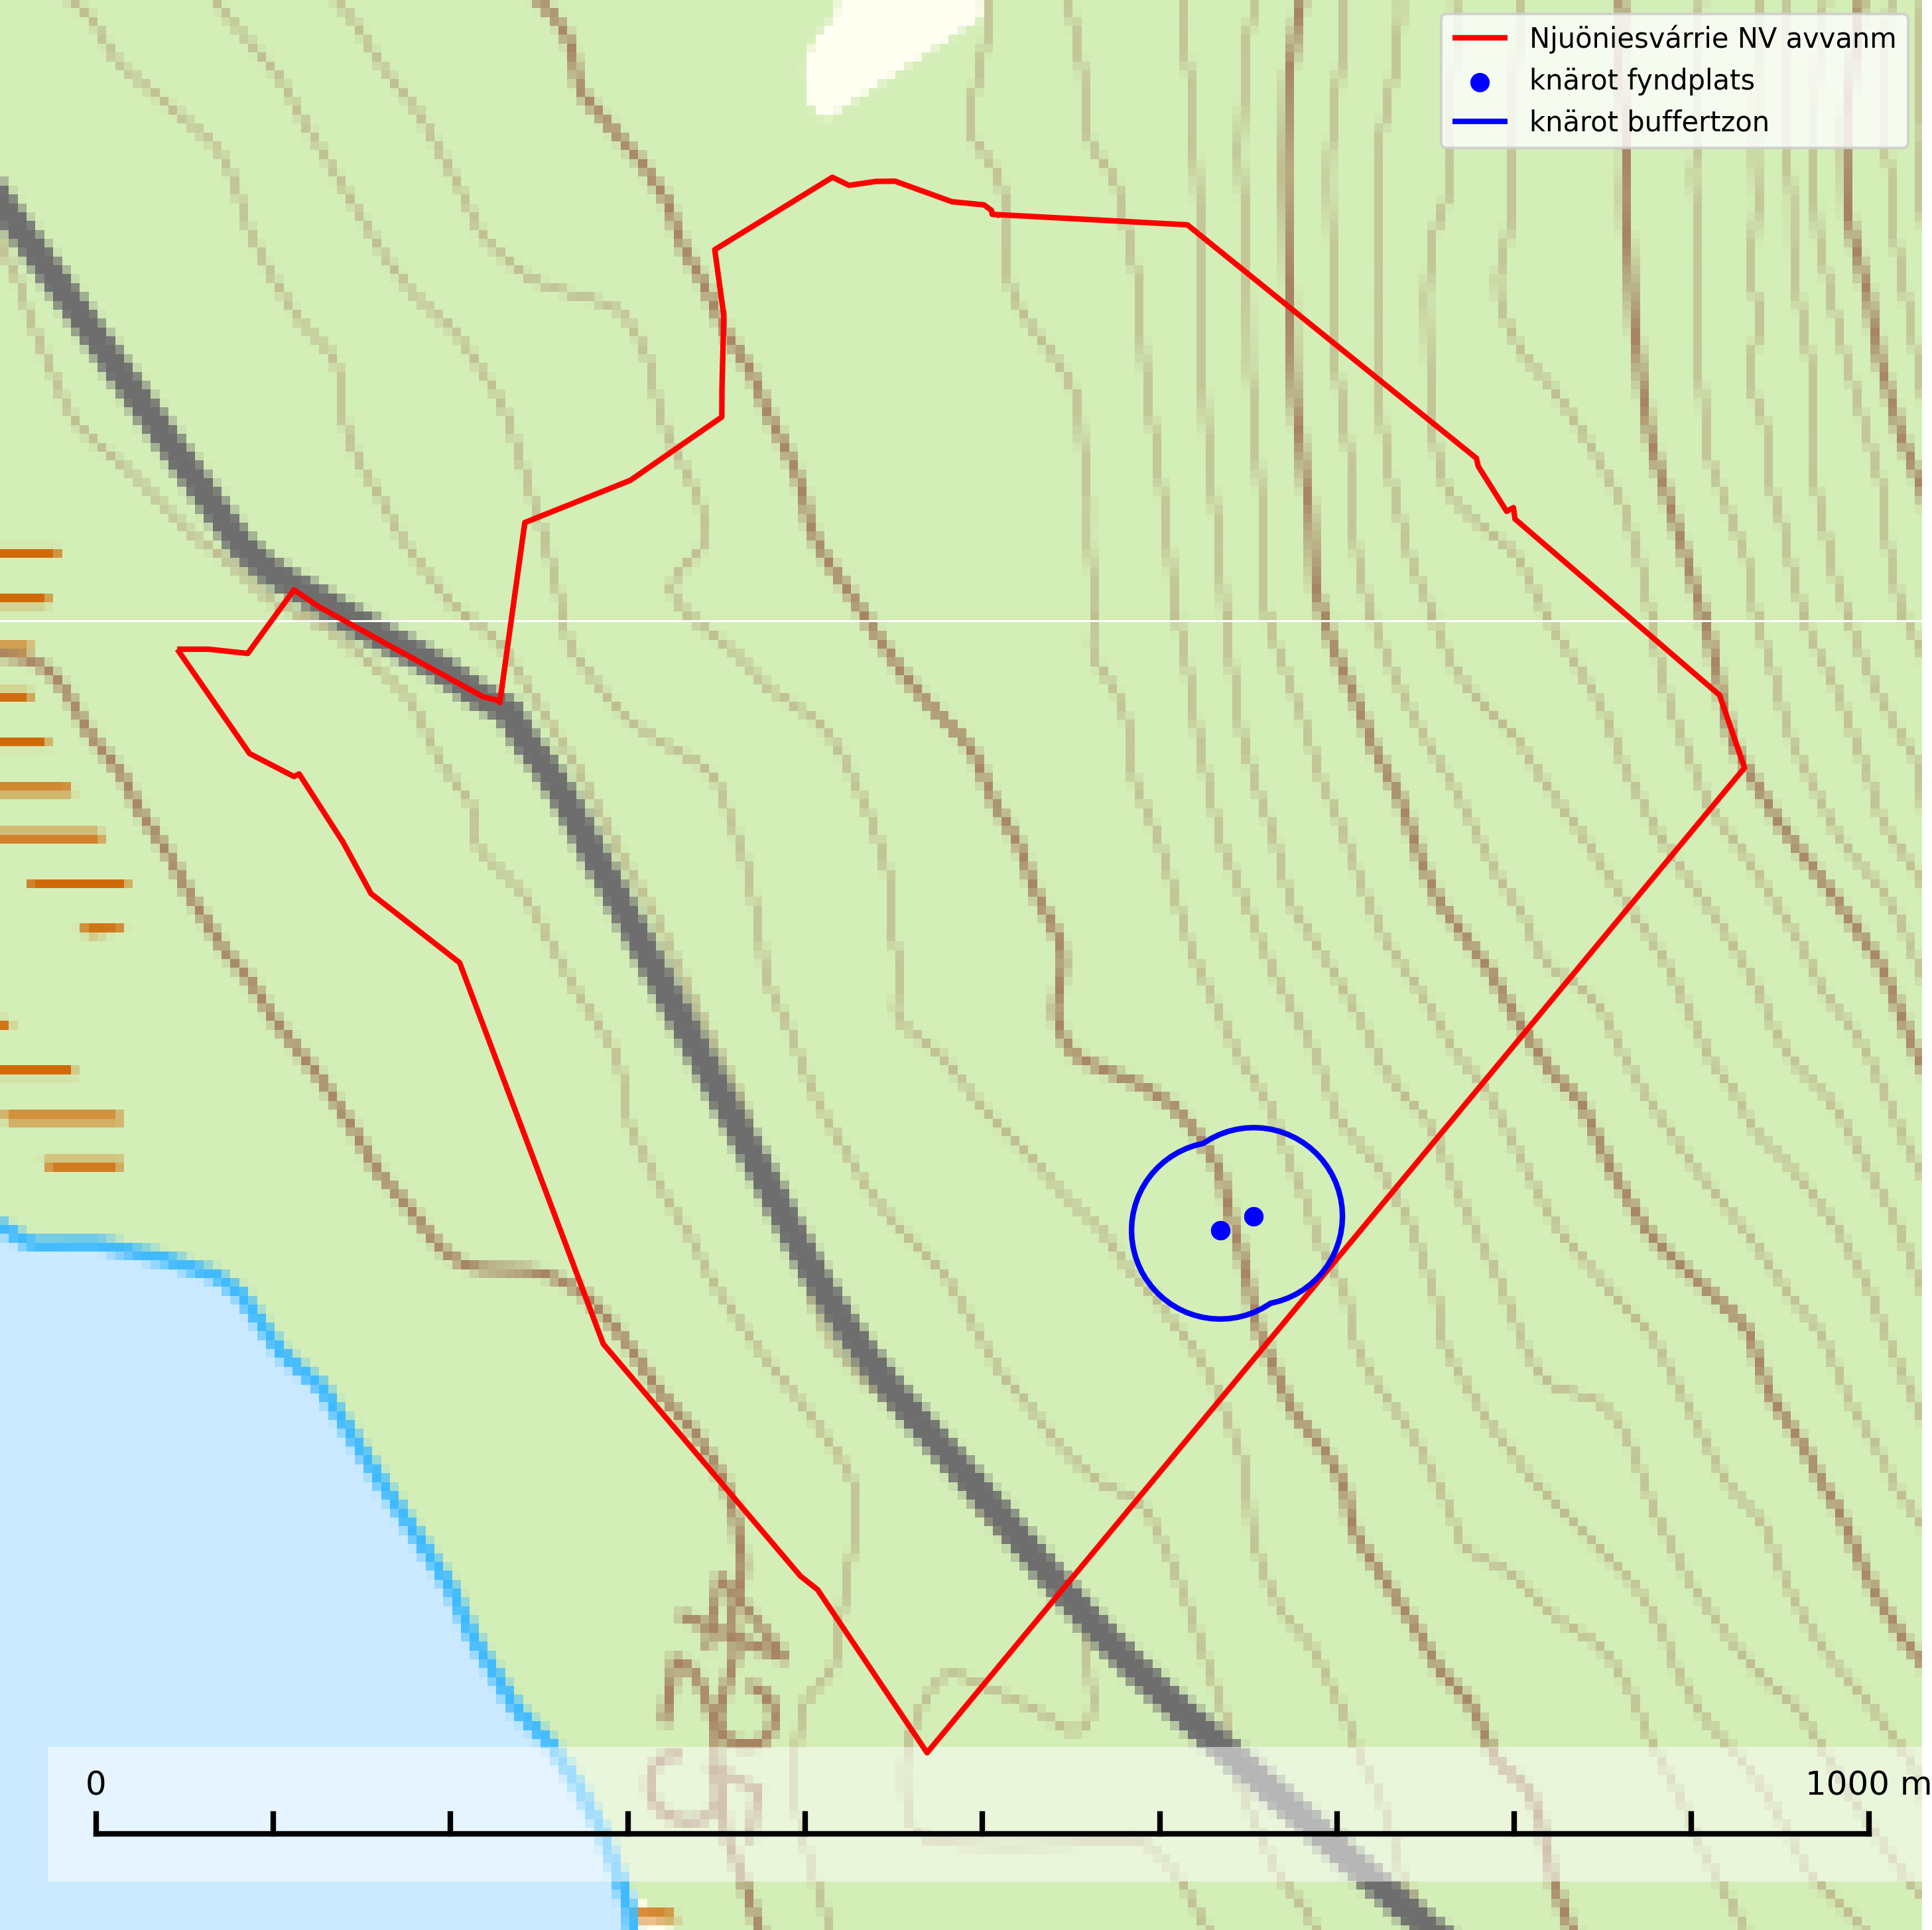 Njuöniesvárrie NV avvanm
knärot fyndplats
knärot buffertzon
0
1000 m